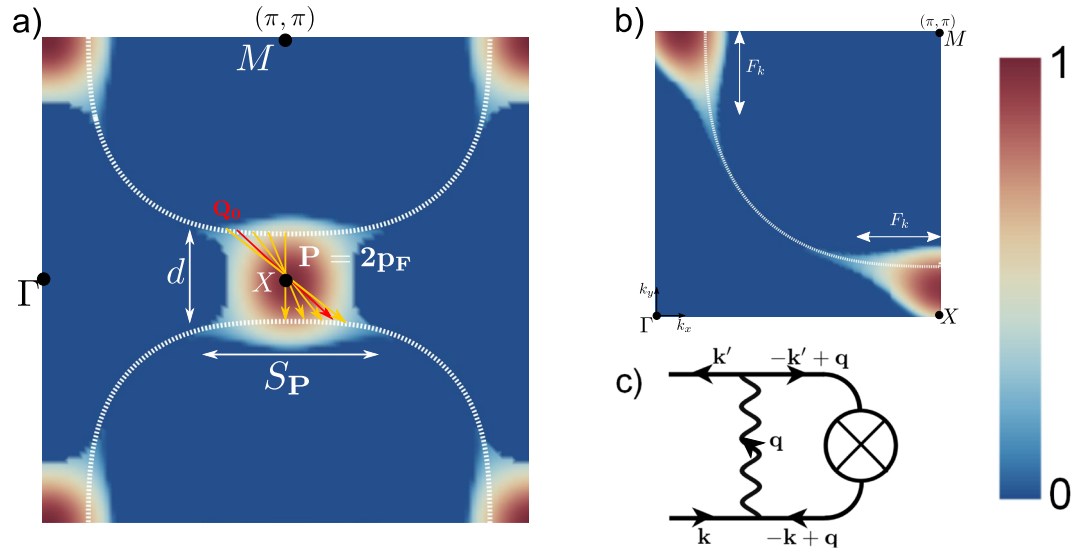 a)
(π, π)
M
Q₀
P = 2p_F
d
X
Γ
S_P
b)
(π, π)
M
F_k
F_k
k_y
Γ
k_x
X
c)
k′
−k′ + q
q
k
−k + q
1
0